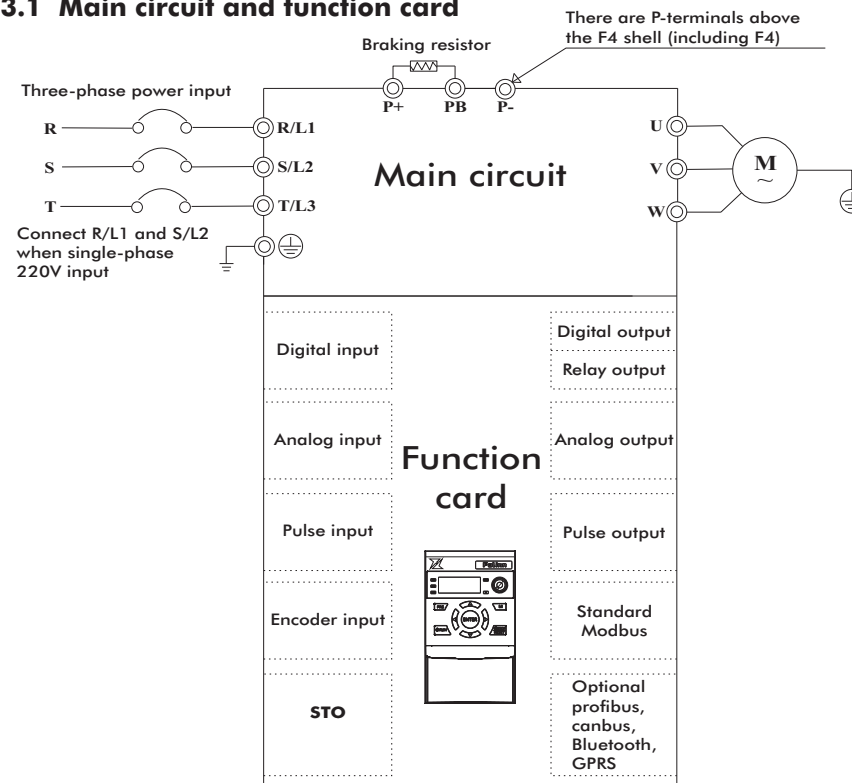 3.1 Main circuit and function card
There are P-terminals above
the F4 shell (including F4)
Braking resistor
P+
PB
P-
Three-phase power input
R
R/L1
S
S/L2
T
T/L3
Connect R/L1 and S/L2
when single-phase
220V input
Main circuit
U
V
W
M
~
Digital input
Digital output
Relay output
Analog input
Analog output
Function
card
Pulse input
Pulse output
Encoder input
ENTER
Standard
Modbus
STO
Optional
profibus,
canbus,
Bluetooth,
GPRS